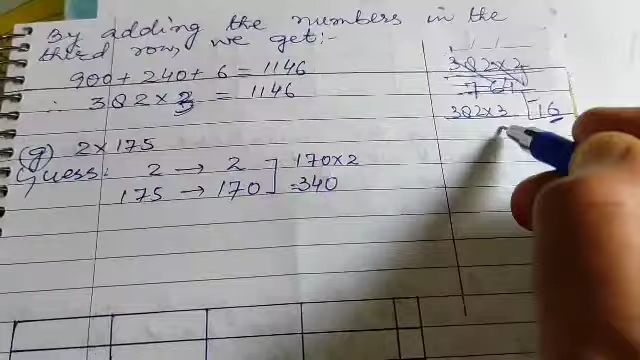 By adding the numbers in the
third row, we get:-
900+240+6=1146
∴ 382×3 = 1146
(g) 2×175
Guess: 2 → 2
175 → 170
170×2
=340
382×2
764
382×3
16